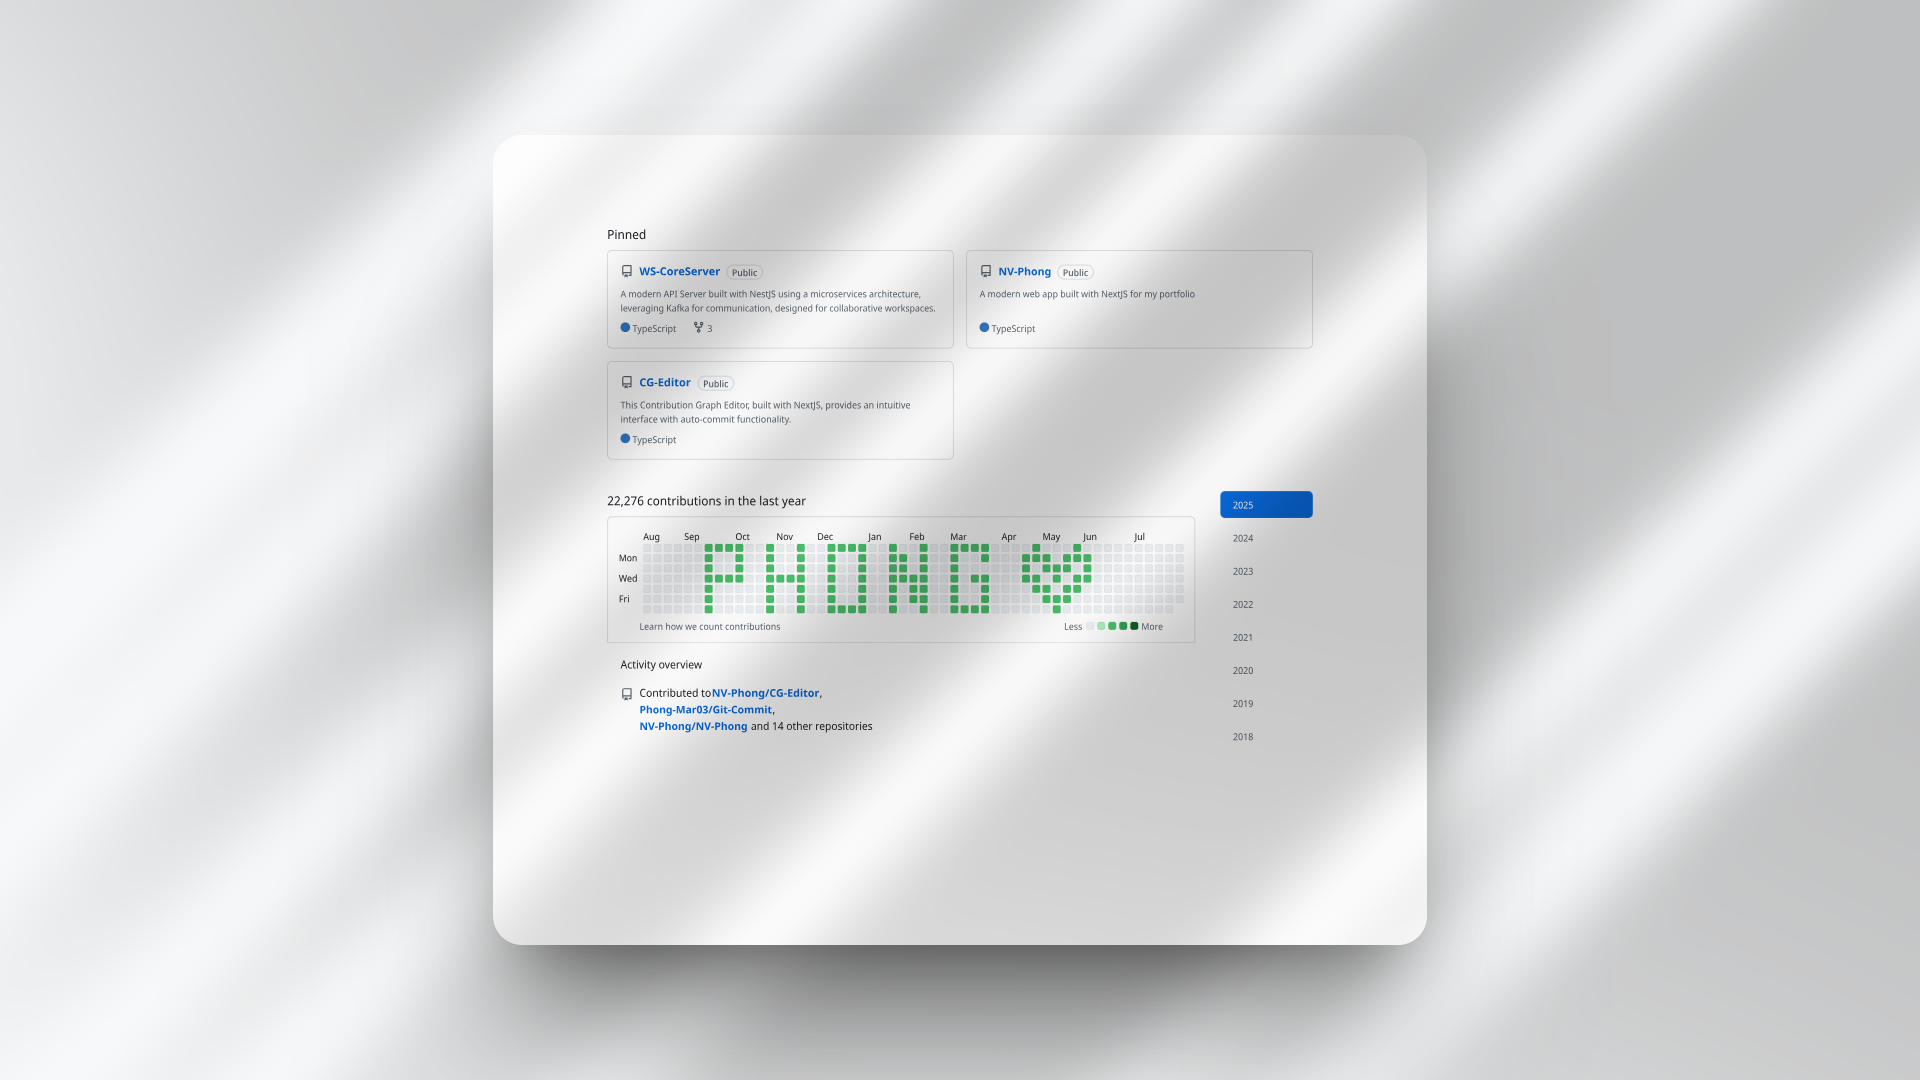 Pinned
WS-CoreServer Public
A modern API Server built with NestJS using a microservices architecture,
leveraging Kafka for communication, designed for collaborative workspaces.
TypeScript 3
NV-Phong Public
A modern web app built with NextJS for my portfolio
TypeScript
CG-Editor Public
This Contribution Graph Editor, built with NextJS, provides an intuitive
interface with auto-commit functionality.
TypeScript
22,276 contributions in the last year
Aug Sep Oct Nov Dec Jan Feb Mar Apr May Jun Jul
Mon
Wed
Fri
PHONG
Learn how we count contributions
Less More
Activity overview
Contributed to NV-Phong/CG-Editor,
Phong-Mar03/Git-Commit,
NV-Phong/NV-Phong and 14 other repositories
2025
2024
2023
2022
2021
2020
2019
2018